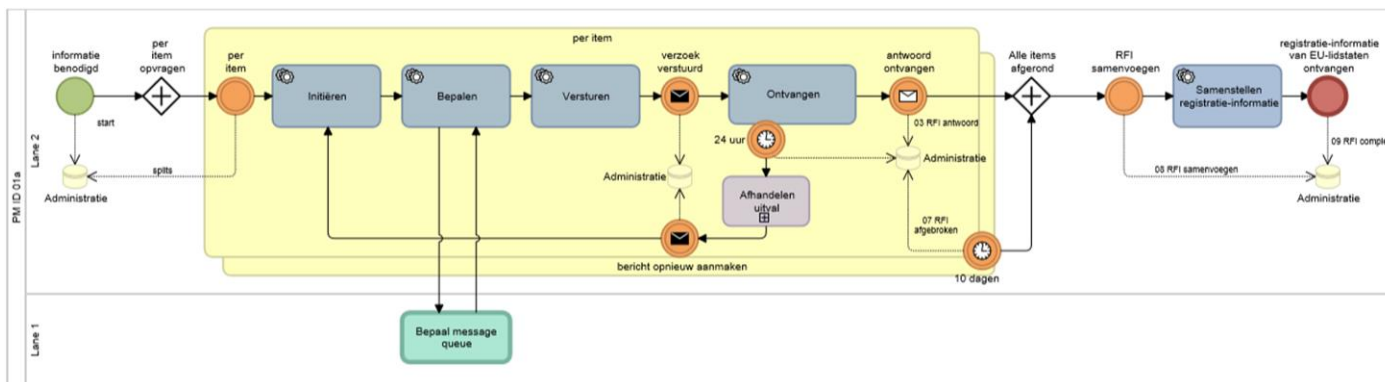 PM ID 01a
Lane 2
informatie
benodigd
start
Administratie
per
item
opvragen
per
item
splits
per item
Initiëren
Bepalen
Versturen
verzoek
verstuurd
Administratie
Ontvangen
24 uur
Afhandelen
uitval
antwoord
ontvangen
03 RFI antwoord
Administratie
07 RFI
afgebroken
10 dagen
bericht opnieuw aanmaken
Alle items
afgerond
RFI
samenvoegen
08 RFI samenvoegen
Samenstellen
registratie-informatie
registratie-informatie
van EU-lidstaten
ontvangen
09 RFI comple
Administratie
Lane 1
Bepaal message
queue